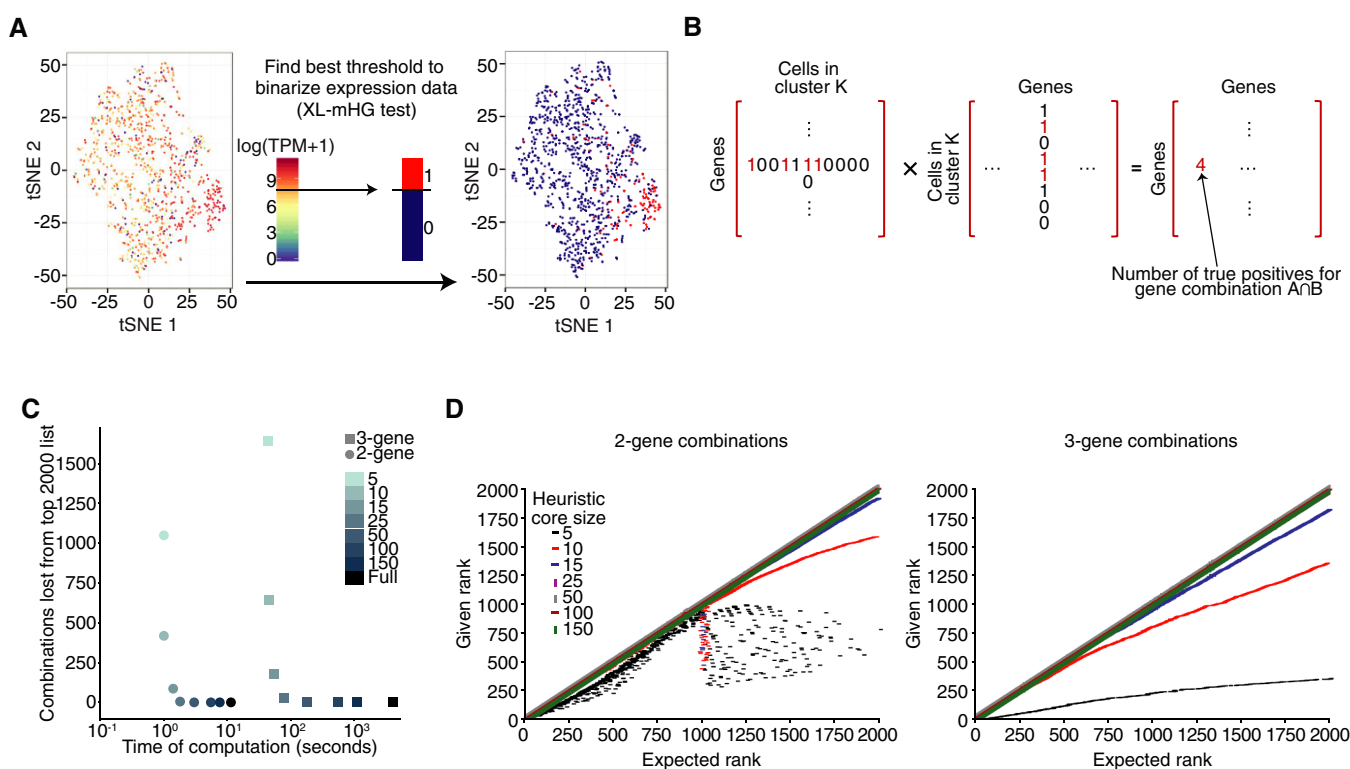 A
50
25
0
-25
-50
tSNE 2
-50 -25 0 25 50
tSNE 1
Find best threshold to
binarize expression data
(XL-mHG test)
log(TPM+1)
9
6
3
0
1
0
50
25
0
-25
-50
tSNE 2
-50 -25 0 25 50
tSNE 1
B
Cells in
cluster K
Genes
⋮
100111110000
0
⋮
×
Genes
Cells in
cluster K
1
1
0
1
1
1
0
0
⋯ ⋯
=
Genes
Genes
4
⋮
⋯
⋮
Number of true positives for
gene combination A∩B
C
Combinations lost from top 2000 list
1500
1250
1000
750
500
250
0
10-1 100 101 102 103
Time of computation (seconds)
3-gene
2-gene
5
10
15
25
50
100
150
Full
D
2-gene combinations
Given rank
2000
1750
1500
1250
1000
750
500
250
0
Heuristic
core size
5
10
15
25
50
100
150
0 250 500 750 1000 1250 1500 1750 2000
Expected rank
3-gene combinations
Given rank
2000
1750
1500
1250
1000
750
500
250
0
0 250 500 750 1000 1250 1500 1750 2000
Expected rank